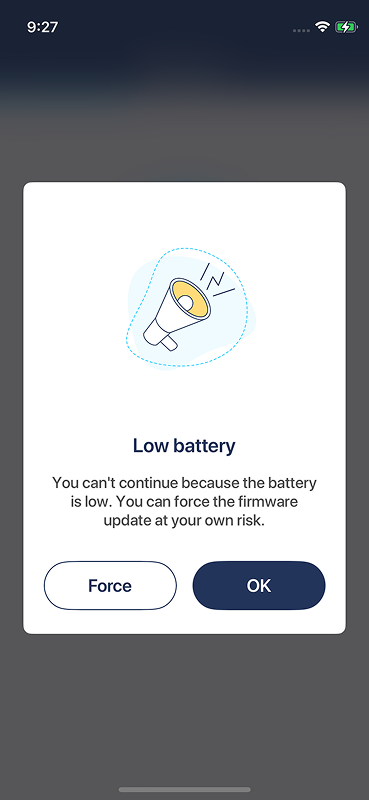 9:27
Low battery
You can't continue because the battery
is low. You can force the firmware
update at your own risk.
Force
OK